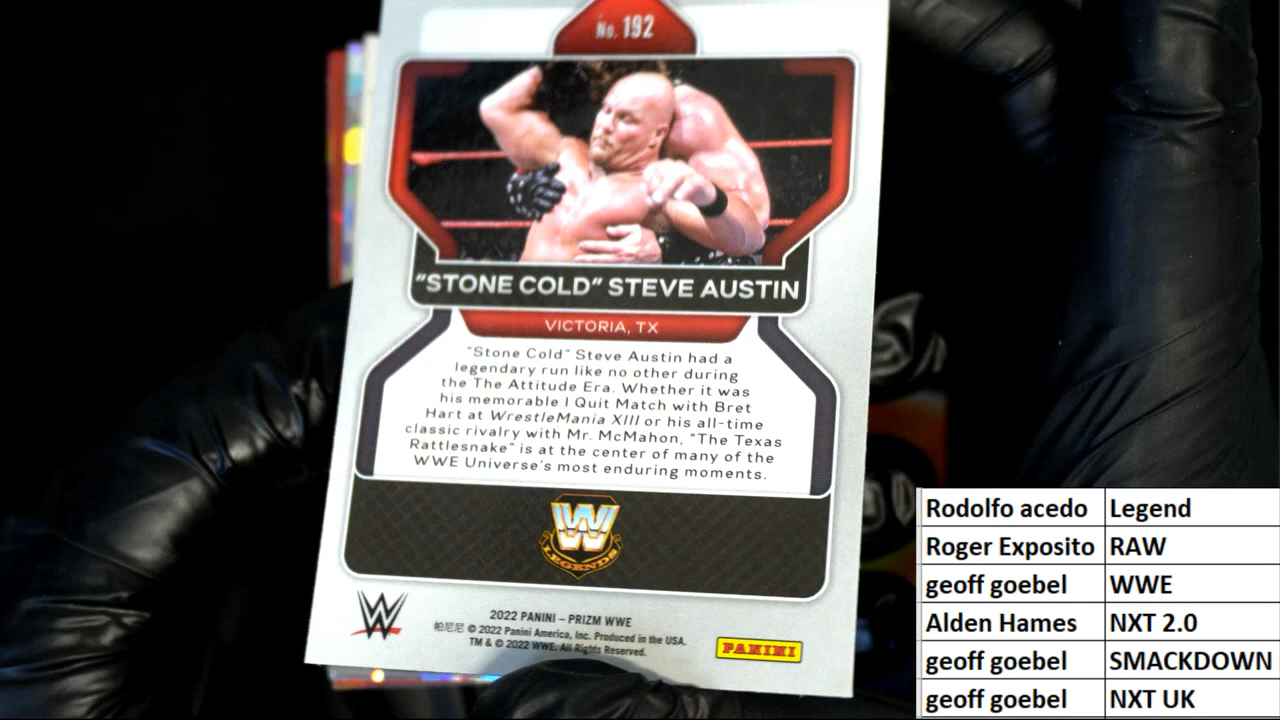 No. 192
"STONE COLD" STEVE AUSTIN
VICTORIA, TX
"Stone Cold" Steve Austin had a
legendary run like no other during
the The Attitude Era. Whether it was
his memorable I Quit Match with Bret
Hart at WrestleMania XIII or his all-time
classic rivalry with Mr. McMahon, "The Texas
Rattlesnake" is at the center of many of the
WWE Universe's most enduring moments.
W
LEGENDS
W
2022 PANINI – PRIZM WWE
帕尼尼 © 2022 Panini America, Inc. Produced in the USA.
TM & © 2022 WWE. All Rights Reserved.
PANINI
Rodolfo acedo Legend
Roger Exposito RAW
geoff goebel WWE
Alden Hames NXT 2.0
geoff goebel SMACKDOWN
geoff goebel NXT UK